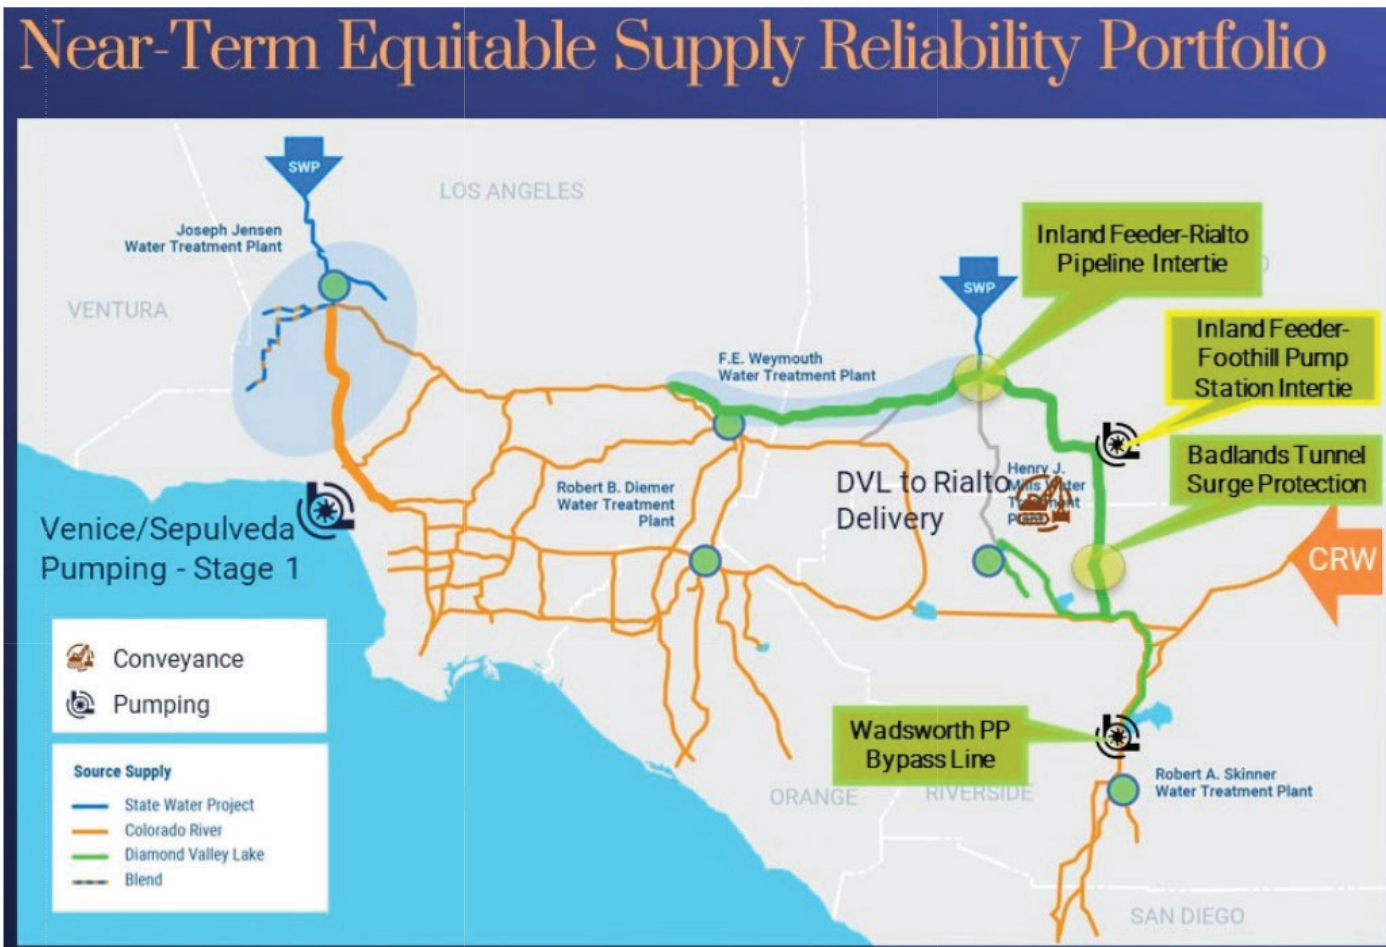 Near-Term Equitable Supply Reliability Portfolio
SWP
LOS ANGELES
Joseph Jensen
Water Treatment Plant
VENTURA
Inland Feeder-Rialto
Pipeline Intertie
SWP
Inland Feeder-
Foothill Pump
Station Intertie
F.E. Weymouth
Water Treatment Plant
Badlands Tunnel
Surge Protection
Robert B. Diemer
Water Treatment
Plant
DVL to Rialto
Delivery
Henry J.
Mills Water
Treatment
Plant
Venice/Sepulveda
Pumping - Stage 1
CRW
Conveyance
Pumping
Wadsworth PP
Bypass Line
Source Supply
State Water Project
Colorado River
Diamond Valley Lake
Blend
Robert A. Skinner
Water Treatment Plant
ORANGE
RIVERSIDE
SAN DIEGO